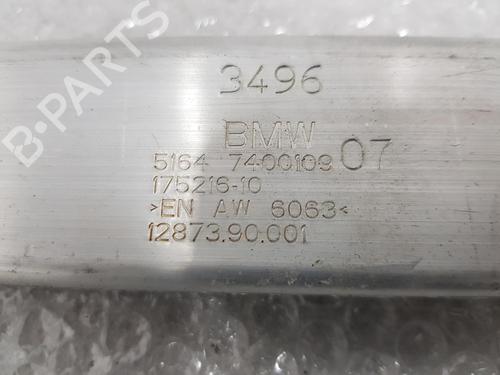 3496
BMW
5164 7400109 07
175216-10
>EN AW 6063<
12873.90.001
B-Parts